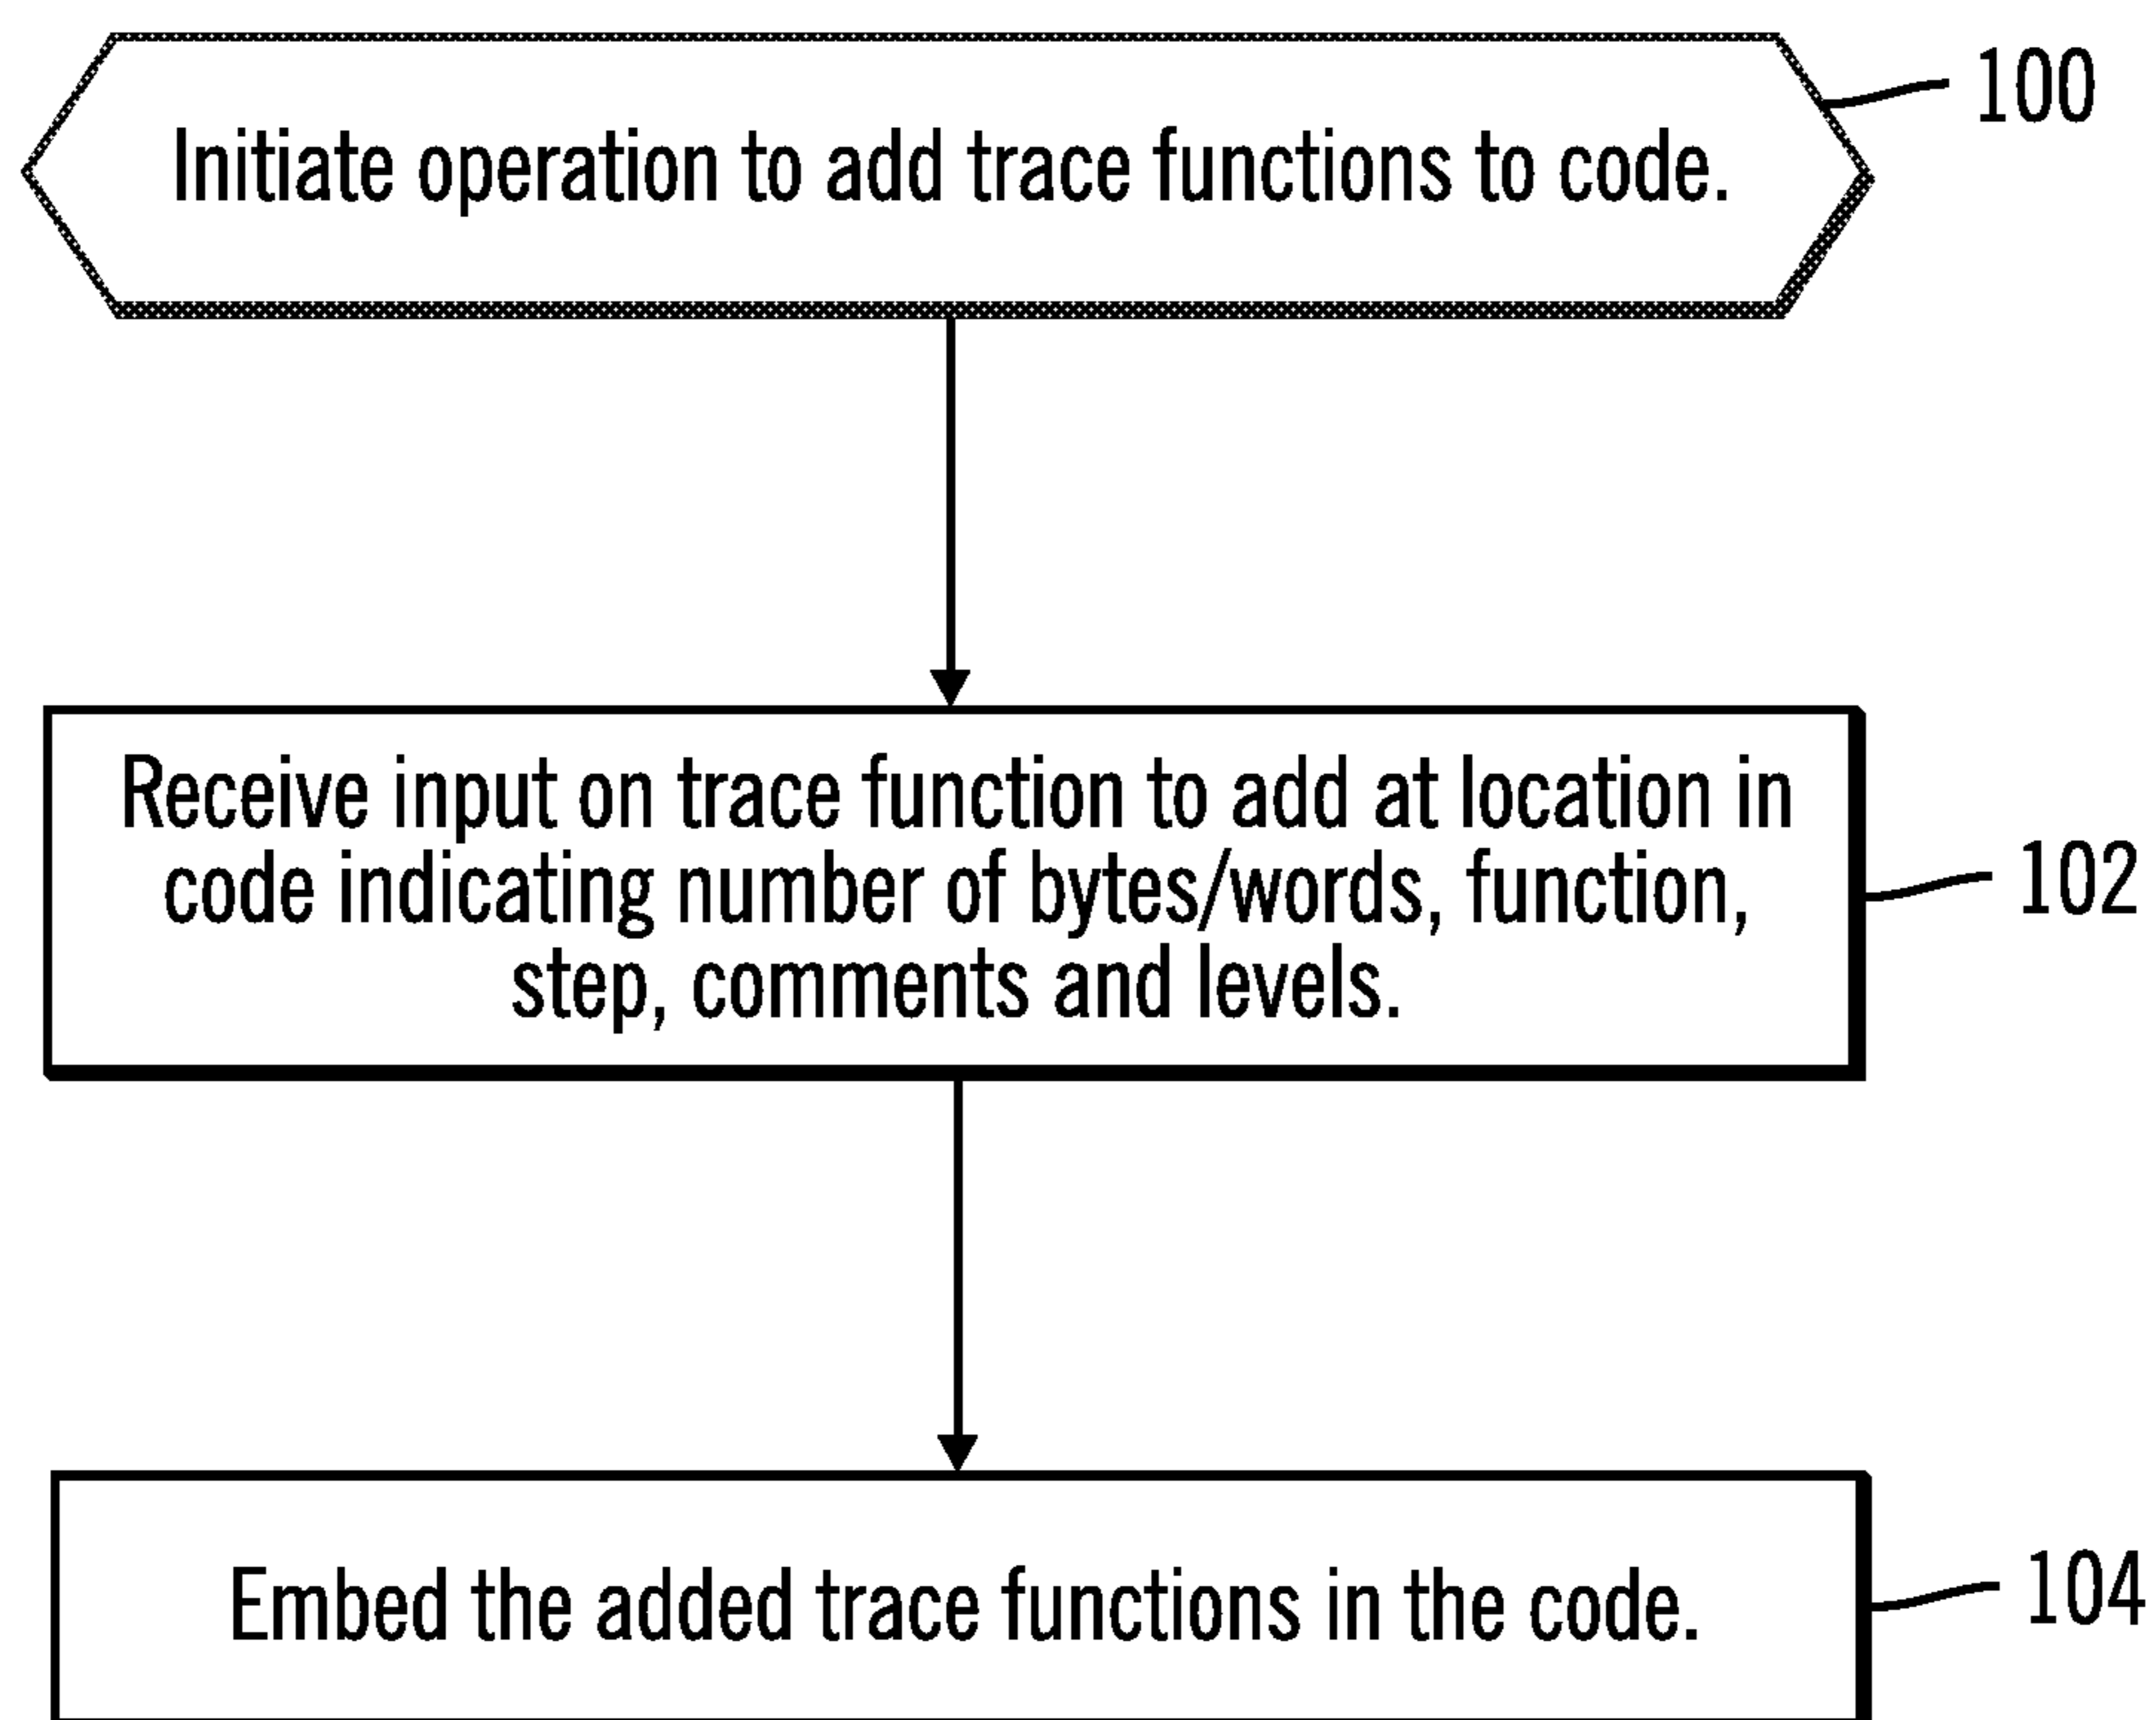 Initiate operation to add trace functions to code.
100
Receive input on trace function to add at location in
code indicating number of bytes/words, function,
step, comments and levels.
102
Embed the added trace functions in the code.
104